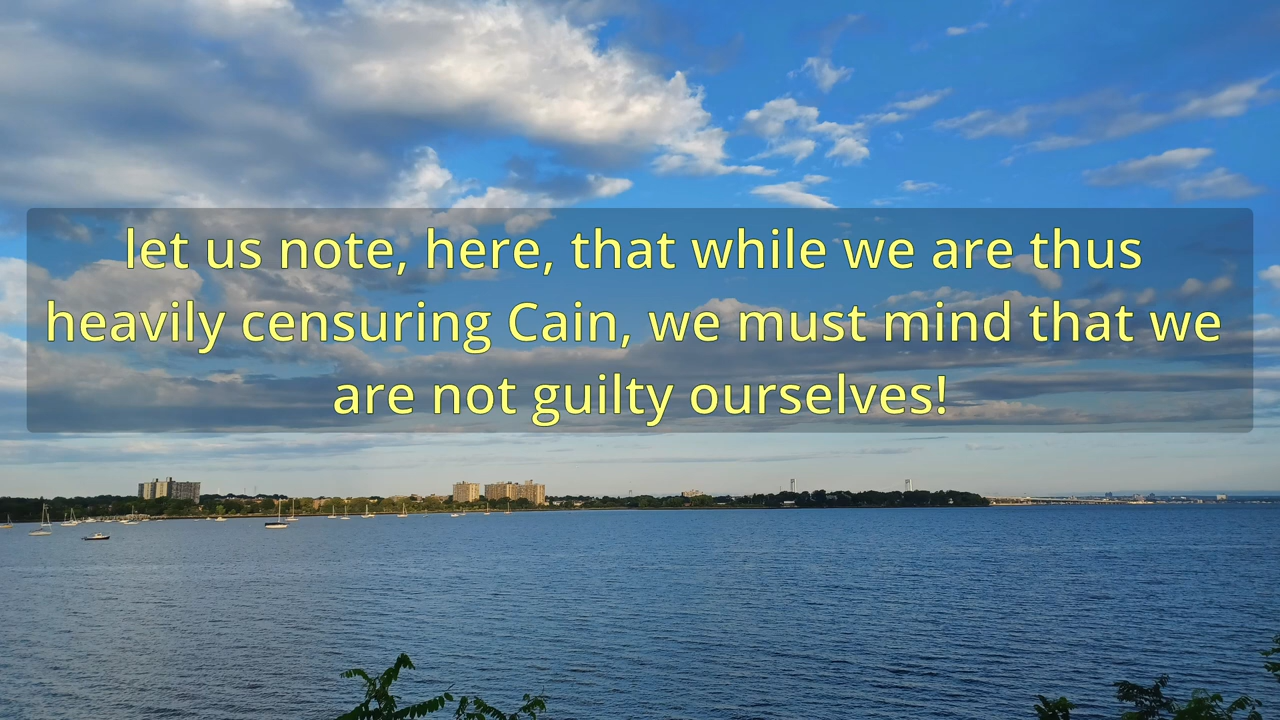 let us note, here, that while we are thus
heavily censuring Cain, we must mind that we
are not guilty ourselves!